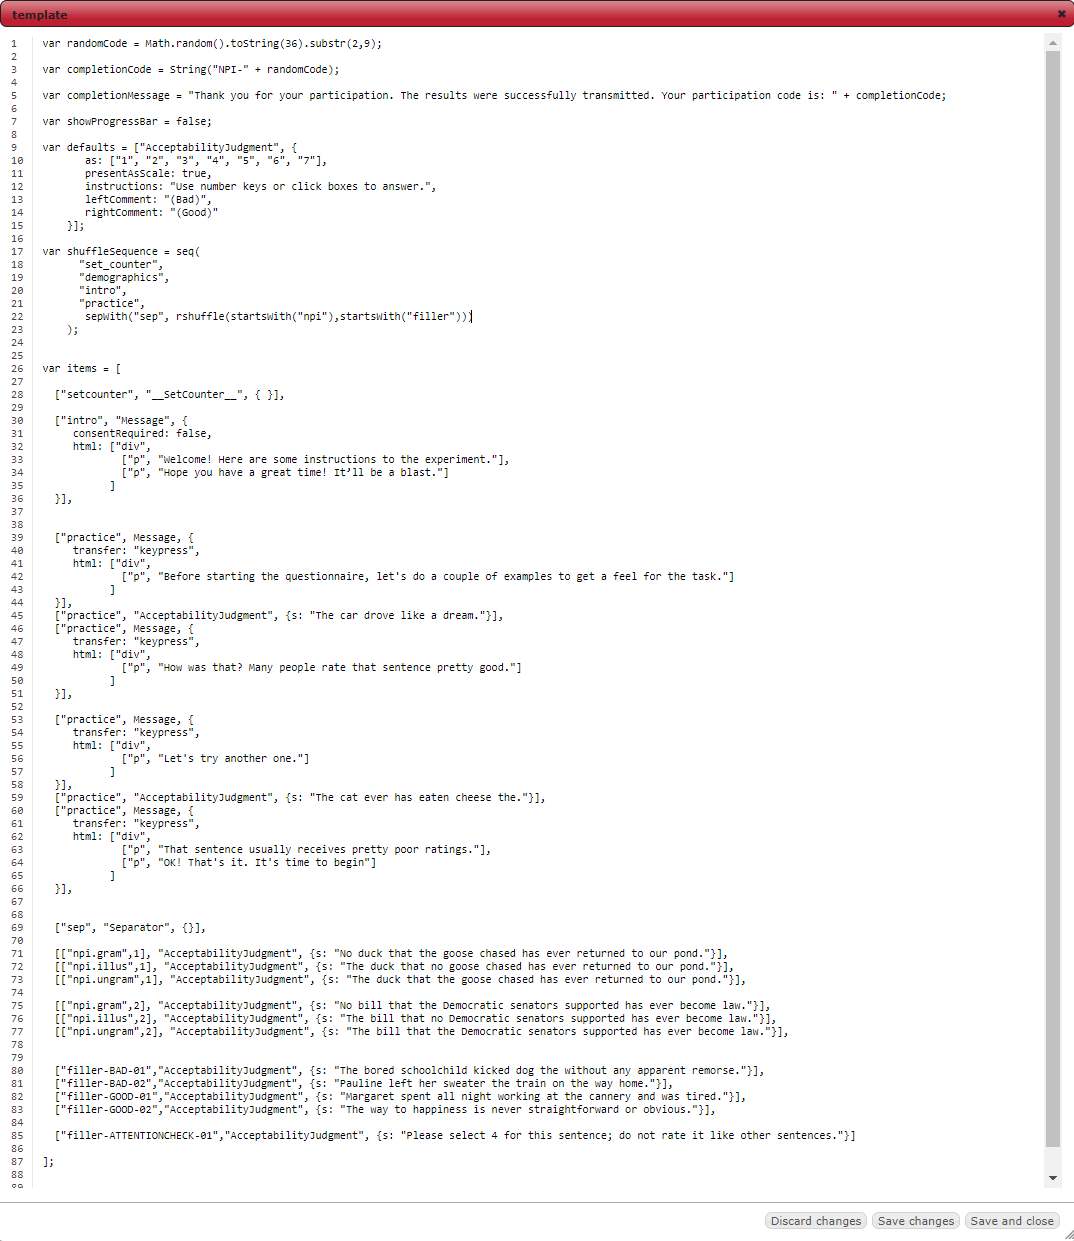 template
1 var randomCode = Math.random().toString(36).substr(2,9);
2
3 var completionCode = String("NPI-" + randomCode);
4
5 var completionMessage = "Thank you for your participation. The results were successfully transmitted. Your participation code is: " + completionCode;
6
7 var showProgressBar = false;
8
9 var defaults = ["AcceptabilityJudgment", {
10 as: ["1", "2", "3", "4", "5", "6", "7"],
11 presentAsScale: true,
12 instructions: "Use number keys or click boxes to answer.",
13 leftComment: "(Bad)",
14 rightComment: "(Good)"
15 }];
16
17 var shuffleSequence = seq(
18 "set_counter",
19 "demographics",
20 "intro",
21 "practice",
22 sepWith("sep", rshuffle(startsWith("npi"),startsWith("filler")))
23 );
24
25
26 var items = [
27
28 ["setcounter", "__SetCounter__", { }],
29
30 ["intro", "Message", {
31 consentRequired: false,
32 html: ["div",
33 ["p", "Welcome! Here are some instructions to the experiment."],
34 ["p", "Hope you have a great time! It’ll be a blast."]
35 ]
36 }],
37
38
39 ["practice", Message, {
40 transfer: "keypress",
41 html: ["div",
42 ["p", "Before starting the questionnaire, let's do a couple of examples to get a feel for the task."]
43 ]
44 }],
45 ["practice", "AcceptabilityJudgment", {s: "The car drove like a dream."}],
46 ["practice", Message, {
47 transfer: "keypress",
48 html: ["div",
49 ["p", "How was that? Many people rate that sentence pretty good."]
50 ]
51 }],
52
53 ["practice", Message, {
54 transfer: "keypress",
55 html: ["div",
56 ["p", "Let's try another one."]
57 ]
58 }],
59 ["practice", "AcceptabilityJudgment", {s: "The cat ever has eaten cheese the."}],
60 ["practice", Message, {
61 transfer: "keypress",
62 html: ["div",
63 ["p", "That sentence usually receives pretty poor ratings."],
64 ["p", "OK! That's it. It's time to begin"]
65 ]
66 }],
67
68
69 ["sep", "Separator", {}],
70
71 [["npi.gram",1], "AcceptabilityJudgment", {s: "No duck that the goose chased has ever returned to our pond."}],
72 [["npi.illus",1], "AcceptabilityJudgment", {s: "The duck that no goose chased has ever returned to our pond."}],
73 [["npi.ungram",1], "AcceptabilityJudgment", {s: "The duck that the goose chased has ever returned to our pond."}],
74
75 [["npi.gram",2], "AcceptabilityJudgment", {s: "No bill that the Democratic senators supported has ever become law."}],
76 [["npi.illus",2], "AcceptabilityJudgment", {s: "The bill that no Democratic senators supported has ever become law."}],
77 [["npi.ungram",2], "AcceptabilityJudgment", {s: "The bill that the Democratic senators supported has ever become law."}],
78
79
80 ["filler-BAD-01","AcceptabilityJudgment", {s: "The bored schoolchild kicked dog the without any apparent remorse."}],
81 ["filler-BAD-02","AcceptabilityJudgment", {s: "Pauline left her sweater the train on the way home."}],
82 ["filler-GOOD-01","AcceptabilityJudgment", {s: "Margaret spent all night working at the cannery and was tired."}],
83 ["filler-GOOD-02","AcceptabilityJudgment", {s: "The way to happiness is never straightforward or obvious."}],
84
85 ["filler-ATTENTIONCHECK-01","AcceptabilityJudgment", {s: "Please select 4 for this sentence; do not rate it like other sentences."}]
86
87 ];
88
89
Discard changes Save changes Save and close